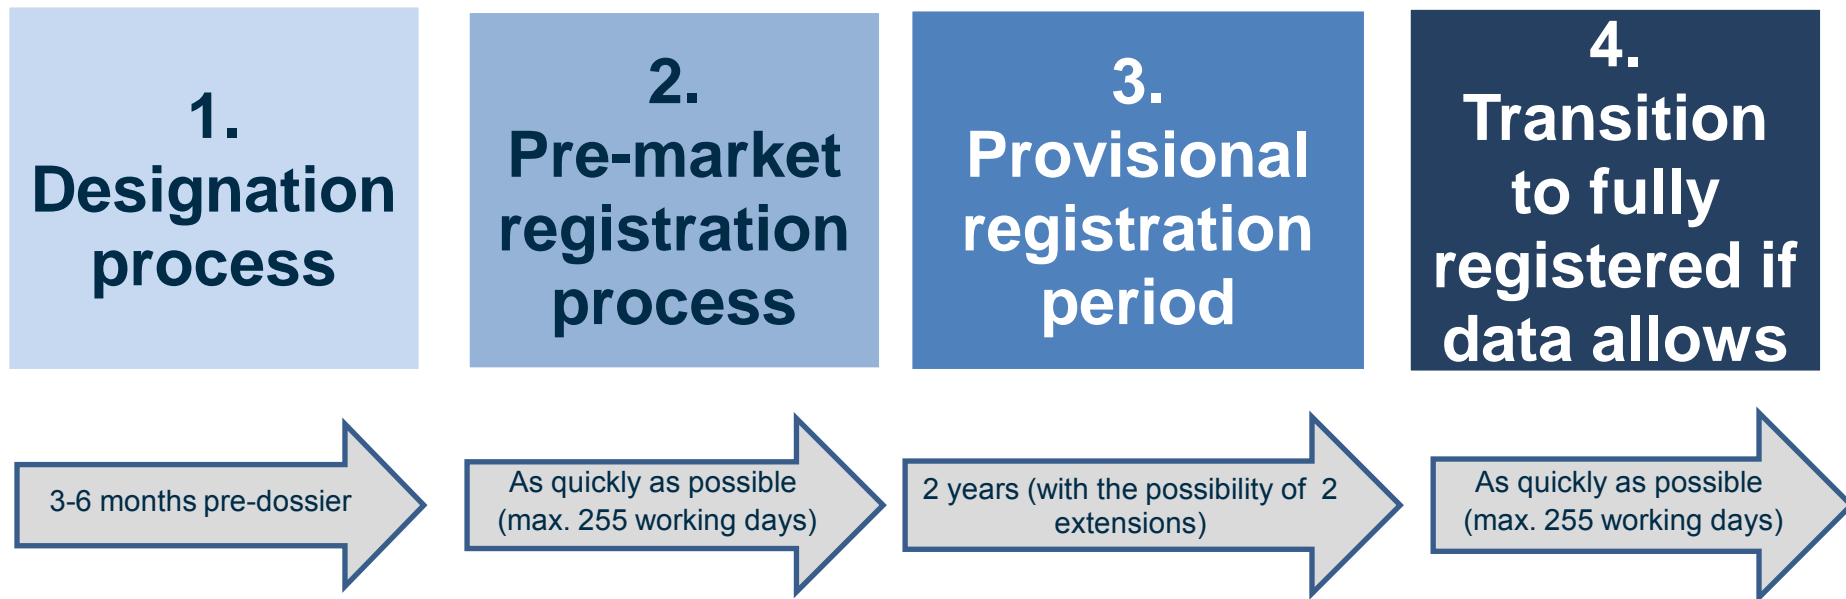 1.
Designation
process
2.
Pre-market
registration
process
3.
Provisional
registration
period
4.
Transition
to fully
registered if
data allows
3-6 months pre-dossier
As quickly as possible
(max. 255 working days)
2 years (with the possibility of  2
extensions)
As quickly as possible
(max. 255 working days)